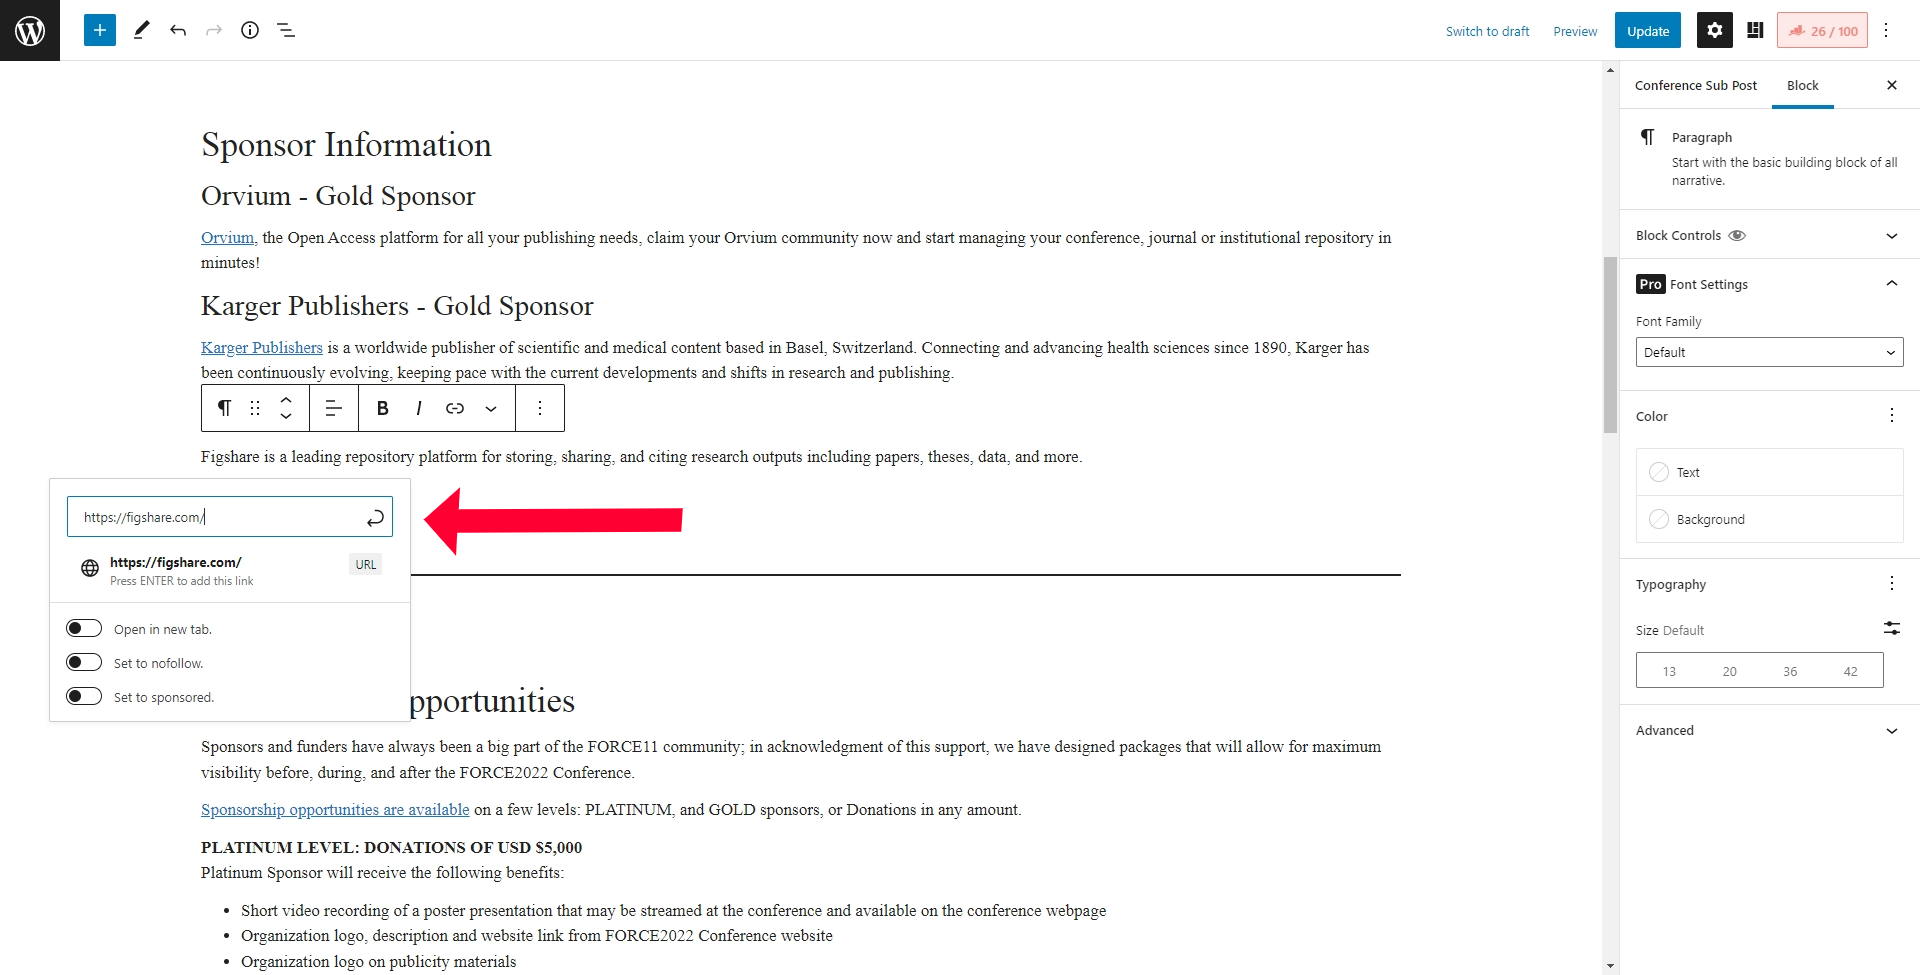 Switch to draft
Preview
Update
26 / 100
Sponsor Information
Orvium - Gold Sponsor
Orvium, the Open Access platform for all your publishing needs, claim your Orvium community now and start managing your conference, journal or institutional repository in
minutes!
Karger Publishers - Gold Sponsor
Karger Publishers is a worldwide publisher of scientific and medical content based in Basel, Switzerland. Connecting and advancing health sciences since 1890, Karger has
been continuously evolving, keeping pace with the current developments and shifts in research and publishing.
B I
Figshare is a leading repository platform for storing, sharing, and citing research outputs including papers, theses, data, and more.
https://figshare.com/
https://figshare.com/
URL
Press ENTER to add this link
Open in new tab.
Set to nofollow.
Set to sponsored.
pportunities
Sponsors and funders have always been a big part of the FORCE11 community; in acknowledgment of this support, we have designed packages that will allow for maximum
visibility before, during, and after the FORCE2022 Conference.
Sponsorship opportunities are available on a few levels: PLATINUM, and GOLD sponsors, or Donations in any amount.
PLATINUM LEVEL: DONATIONS OF USD $5,000
Platinum Sponsor will receive the following benefits:
• Short video recording of a poster presentation that may be streamed at the conference and available on the conference webpage
• Organization logo, description and website link from FORCE2022 Conference website
• Organization logo on publicity materials
Conference Sub Post
Block
Paragraph
Start with the basic building block of all
narrative.
Block Controls
Pro Font Settings
Font Family
Default
Color
Text
Background
Typography
Size Default
13 20 36 42
Advanced